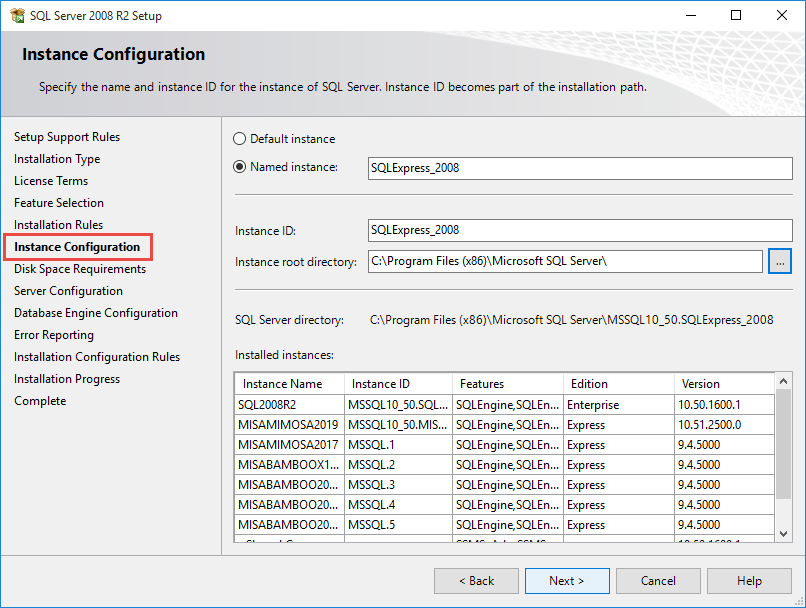 SQL Server 2008 R2 Setup
Instance Configuration
Specify the name and instance ID for the instance of SQL Server. Instance ID becomes part of the installation path.
Setup Support Rules
Installation Type
License Terms
Feature Selection
Installation Rules
Instance Configuration
Disk Space Requirements
Server Configuration
Database Engine Configuration
Error Reporting
Installation Configuration Rules
Installation Progress
Complete
Default instance
Named instance: SQLExpress_2008
Instance ID: SQLExpress_2008
Instance root directory: C:\Program Files (x86)\Microsoft SQL Server\ ...
SQL Server directory: C:\Program Files (x86)\Microsoft SQL Server\MSSQL10_50.SQLExpress_2008
Installed instances:
Instance Name Instance ID Features Edition Version
SQL2008R2 MSSQL10_50.SQL... SQLEngine,SQLEn... Enterprise 10.50.1600.1
MISAMIMOSA2019 MSSQL10_50.MIS... SQLEngine,SQLEn... Express 10.51.2500.0
MISAMIMOSA2017 MSSQL.1 SQLEngine,SQLEn... Express 9.4.5000
MISABAMBOOX1... MSSQL.2 SQLEngine,SQLEn... Express 9.4.5000
MISABAMBOO20... MSSQL.3 SQLEngine,SQLEn... Express 9.4.5000
MISABAMBOO20... MSSQL.4 SQLEngine,SQLEn... Express 9.4.5000
MISABAMBOO20... MSSQL.5 SQLEngine,SQLEn... Express 9.4.5000
< Back Next > Cancel Help